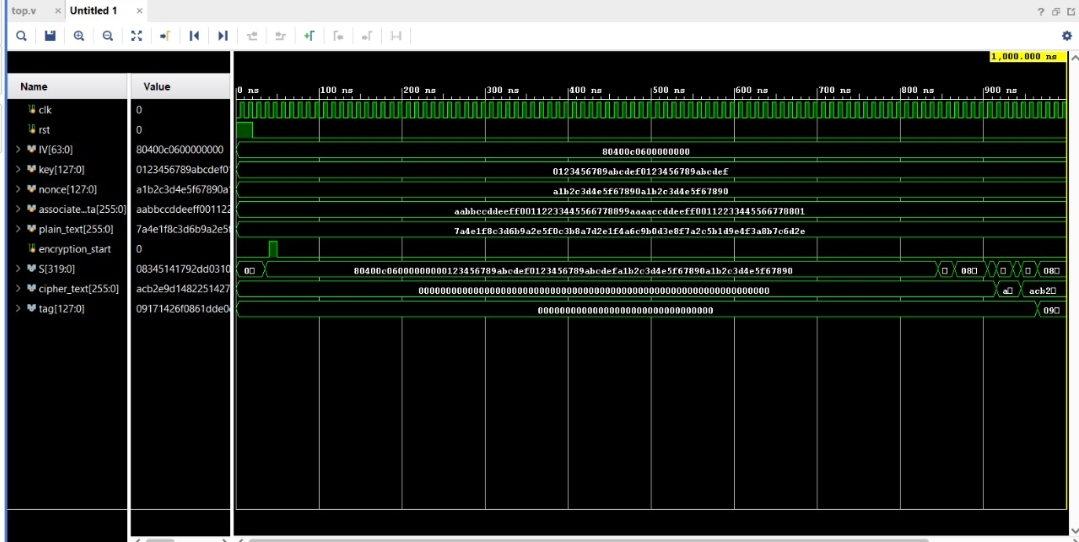 top.v × Untitled 1 ×
1,000.000 ns
Name Value
0 ns 100 ns 200 ns 300 ns 400 ns 500 ns 600 ns 700 ns 800 ns 900 ns
clk 0
rst 0
IV[63:0] 80400c0600000000 80400c0600000000
key[127:0] 0123456789abcdef0 0123456789abcdef0123456789abcdef
nonce[127:0] a1b2c3d4e5f67890a a1b2c3d4e5f67890a1b2c3d4e5f67890
associate...ta[255:0] aabbccddeeff001122 aabbccddeeff00112233445566778899aaaaccddeeff00112233445566778801
plain_text[255:0] 7a4e1f8c3d6b9a2e5f 7a4e1f8c3d6b9a2e5f0c3b8a7d2e1f4a6c9b0d3e8f7a2c5b1d9e4f3a8b7c6d2e
encryption_start 0
S[319:0] 08345141792dd0310 0 80400c06000000000123456789abcdef0123456789abcdefa1b2c3d4e5f67890a1b2c3d4e5f67890 08 08
cipher_text[255:0] acb2e9d1482251427 0000000000000000000000000000000000000000000000000000000000000000 a acb2
tag[127:0] 09171426f0861dde0 00000000000000000000000000000000 09